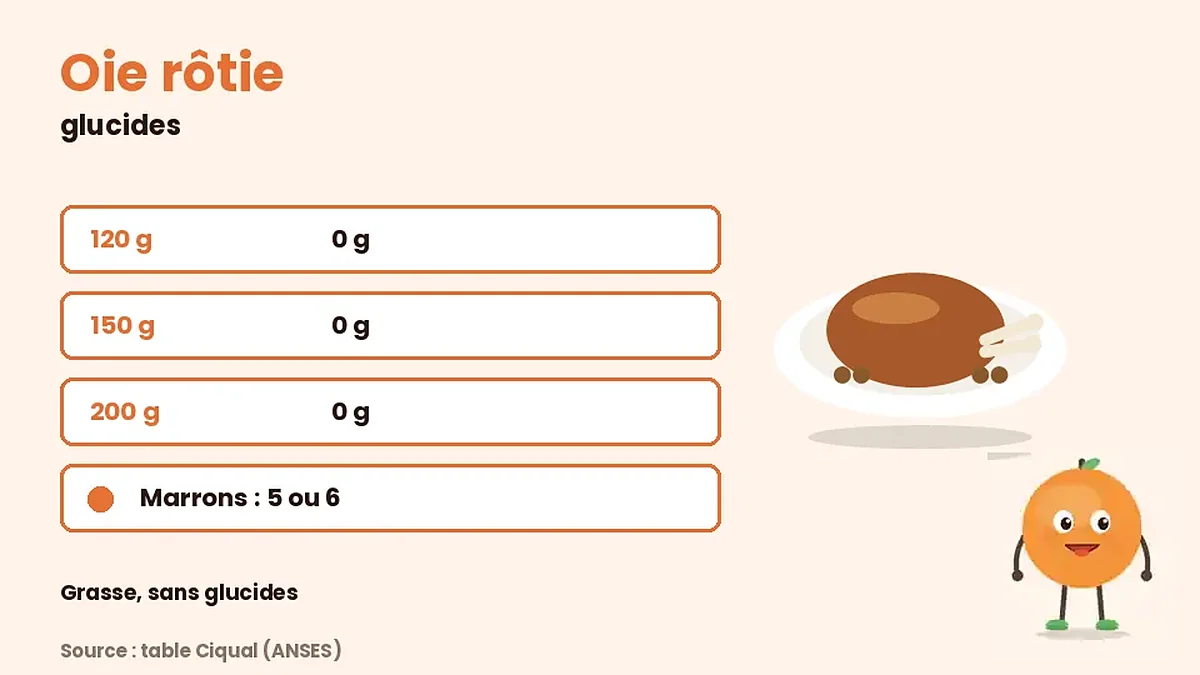 Oie rôtie
glucides
120 g 0 g
150 g 0 g
200 g 0 g
Marrons : 5 ou 6
Grasse, sans glucides
Source : table Ciqual (ANSES)